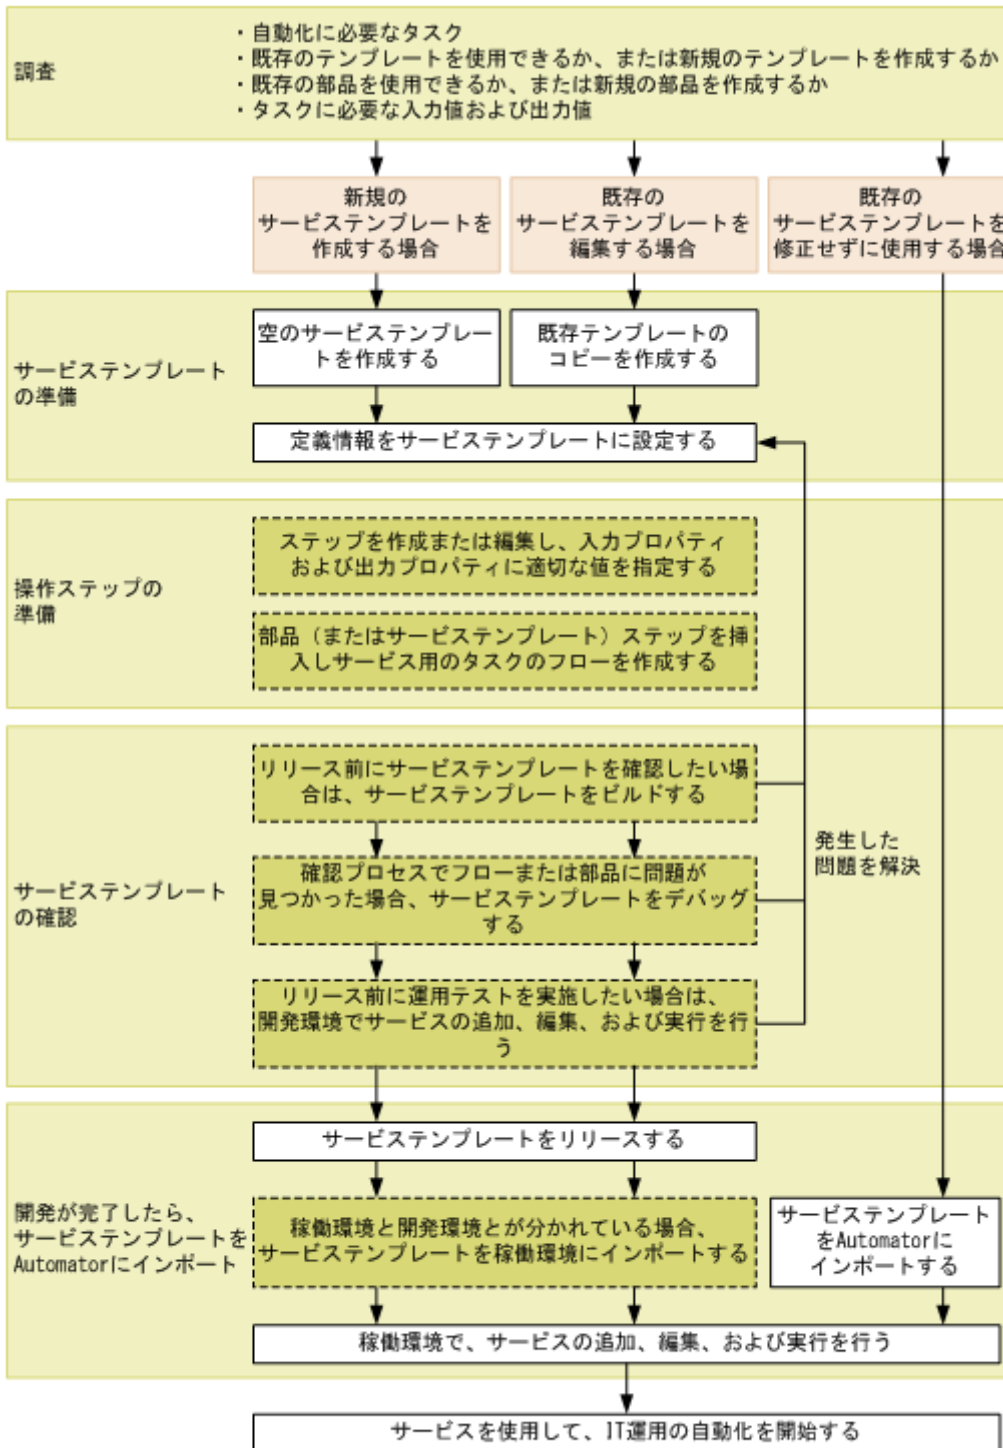 調査
・自動化に必要なタスク
・既存のテンプレートを使用できるか、または新規のテンプレートを作成するか
・既存の部品を使用できるか、または新規の部品を作成するか
・タスクに必要な入力値および出力値
新規の
サービステンプレートを
作成する場合
既存の
サービステンプレートを
編集する場合
既存の
サービステンプレートを
修正せずに使用する場合
サービステンプレート
の準備
空のサービステンプレー
トを作成する
既存テンプレートの
コピーを作成する
定義情報をサービステンプレートに設定する
操作ステップの
準備
ステップを作成または編集し、入力プロパティ
および出力プロパティに適切な値を指定する
部品（またはサービステンプレート）ステップを挿
入しサービス用のタスクのフローを作成する
サービステンプレート
の確認
リリース前にサービステンプレートを確認したい場
合は、サービステンプレートをビルドする
確認プロセスでフローまたは部品に問題が
見つかった場合、サービステンプレートをデバッグ
する
リリース前に運用テストを実施したい場合は、
開発環境でサービスの追加、編集、および実行を行
う
発生した
問題を解決
開発が完了したら、
サービステンプレートを
Automatorにインポート
サービステンプレートをリリースする
稼働環境と開発環境とが分かれている場合、
サービステンプレートを稼働環境にインポートする
サービステンプレート
をAutomatorに
インポートする
稼働環境で、サービスの追加、編集、および実行を行う
サービスを使用して、IT運用の自動化を開始する